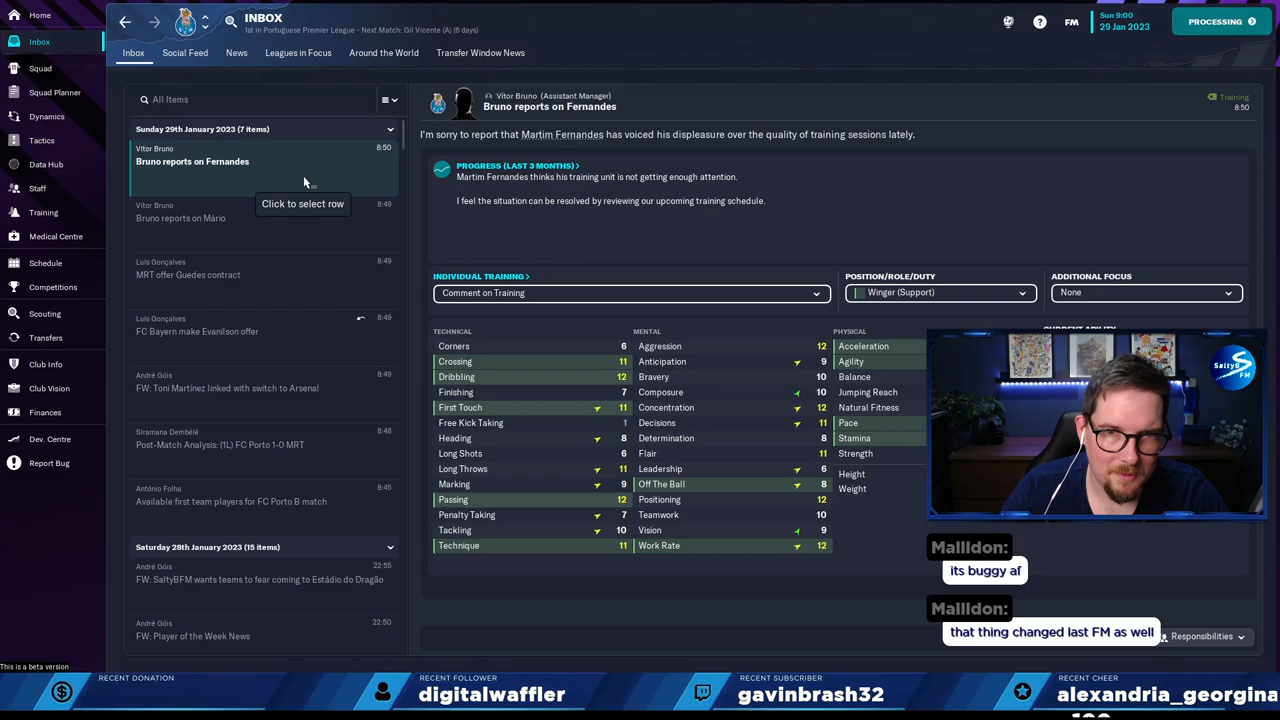 Home
Inbox
Squad
Squad Planner
Dynamics
Tactics
Data Hub
Staff
Training
Medical Centre
Schedule
Competitions
Scouting
Transfers
Club Info
Club Vision
Finances
Dev. Centre
Report Bug
This is a beta version
INBOX
1st in Portuguese Premier League - Next Match: Gil Vicente (A) (6 days)
FM
Sun 9:00
29 Jan 2023
PROCESSING
Inbox
Social Feed
News
Leagues in Focus
Around the World
Transfer Window News
All Items
Sunday 29th January 2023 (7 items)
Vítor Bruno
8:50
Bruno reports on Fernandes
Click to select row
Vítor Bruno
8:49
Bruno reports on Mário
Luís Gonçalves
8:49
MRT offer Guedes contract
Luís Gonçalves
8:49
FC Bayern make Evanilson offer
André Góis
8:49
FW: Toni Martínez linked with switch to Arsenal
Siramana Dembélé
8:48
Post-Match Analysis: (1L) FC Porto 1-0 MRT
António Folha
8:45
Available first team players for FC Porto B match
Saturday 28th January 2023 (15 items)
André Góis
22:55
FW: SaltyBFM wants teams to fear coming to Estádio do Dragão
André Góis
22:50
FW: Player of the Week News
Vítor Bruno (Assistant Manager)
Bruno reports on Fernandes
Training
8:50
I'm sorry to report that Martim Fernandes has voiced his displeasure over the quality of training sessions lately.
PROGRESS (LAST 3 MONTHS)
Martim Fernandes thinks his training unit is not getting enough attention.
I feel the situation can be resolved by reviewing our upcoming training schedule.
INDIVIDUAL TRAINING
Comment on Training
POSITION/ROLE/DUTY
Winger (Support)
ADDITIONAL FOCUS
None
TECHNICAL
Corners 6
Crossing 11
Dribbling 12
Finishing 7
First Touch 11
Free Kick Taking 1
Heading 8
Long Shots 6
Long Throws 11
Marking 9
Passing 12
Penalty Taking 7
Tackling 10
Technique 11
MENTAL
Aggression 12
Anticipation 9
Bravery 10
Composure 10
Concentration 12
Decisions 11
Determination 8
Flair 11
Leadership 6
Off The Ball 8
Positioning 12
Teamwork 10
Vision 9
Work Rate 12
PHYSICAL
Acceleration
Agility
Balance
Jumping Reach
Natural Fitness
Pace
Stamina
Strength
Height
Weight
SaltyB
FM
Mallldon:
its buggy af
Mallldon:
that thing changed last FM as well
Responsibilities
RECENT DONATION
RECENT FOLLOWER
digitalwaffler
RECENT SUBSCRIBER
gavinbrash32
RECENT CHEER
alexandria_georgina